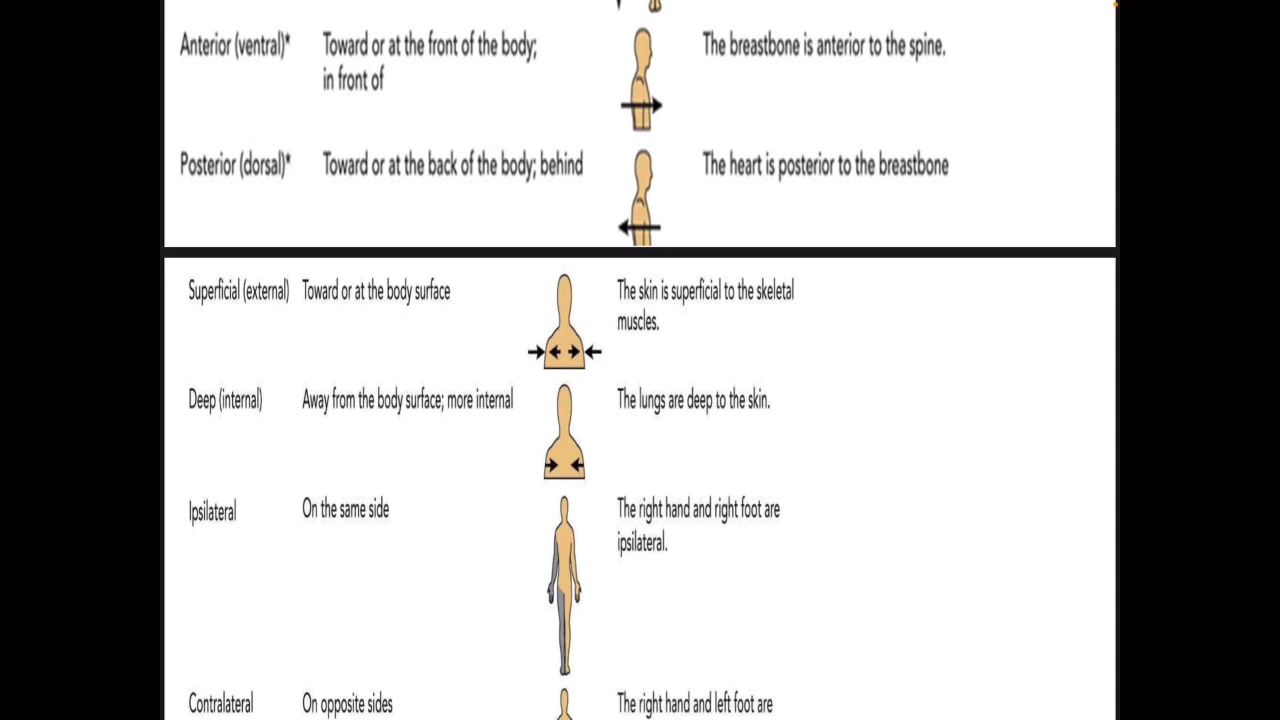 Anterior (ventral)* Toward or at the front of the body; The breastbone is anterior to the spine.
in front of
Posterior (dorsal)* Toward or at the back of the body; behind The heart is posterior to the breastbone
Superficial (external) Toward or at the body surface The skin is superficial to the skeletal
muscles.
Deep (internal) Away from the body surface; more internal The lungs are deep to the skin.
Ipsilateral On the same side The right hand and right foot are
ipsilateral.
Contralateral On opposite sides The right hand and left foot are